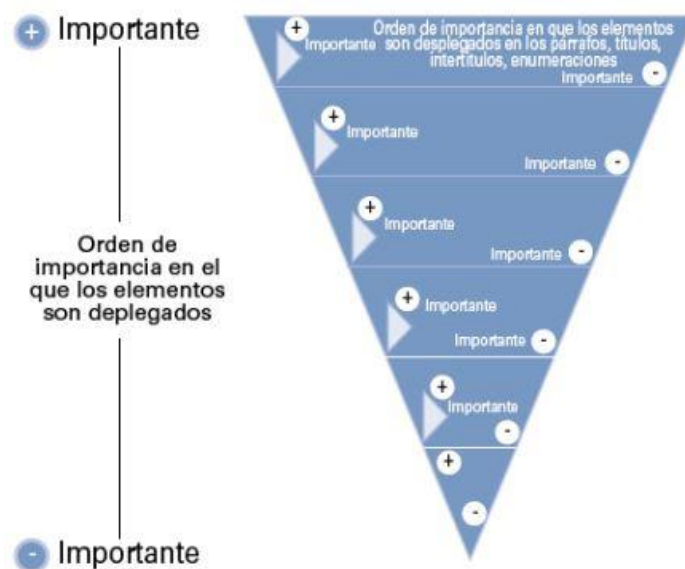 + Importante
Orden de
importancia en el
que los elementos
son deplegados
- Importante
+
Orden de importancia en que los elementos
son desplegados en los párrafos, títulos,
intertítulos, enumeraciones
Importante
Importante -
+
Importante
Importante -
+
Importante
Importante -
+
Importante
Importante -
+
Importante
-
+
-